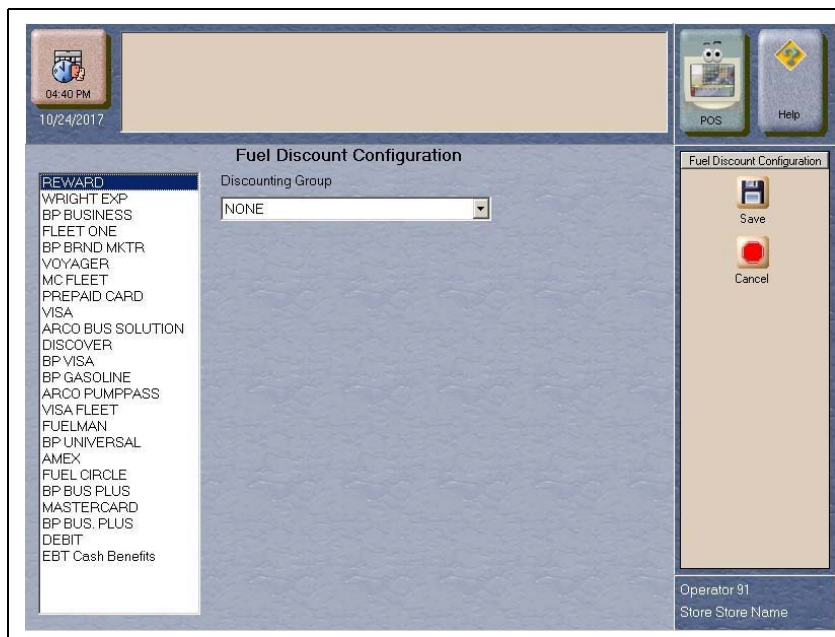 04:40 PM
10/24/2017
POS
Help
Fuel Discount Configuration
Discounting Group
NONE
REWARD
WRIGHT EXP
BP BUSINESS
FLEET ONE
BP BRND MKTR
VOYAGER
MC FLEET
PREPAID CARD
VISA
ARCO BUS SOLUTION
DISCOVER
BP VISA
BP GASOLINE
ARCO PUMPPASS
VISA FLEET
FUELMAN
BP UNIVERSAL
AMEX
FUEL CIRCLE
BP BUS PLUS
MASTERCARD
BP BUS. PLUS
DEBIT
EBT Cash Benefits
Fuel Discount Configuration
Save
Cancel
Operator 91
Store Store Name